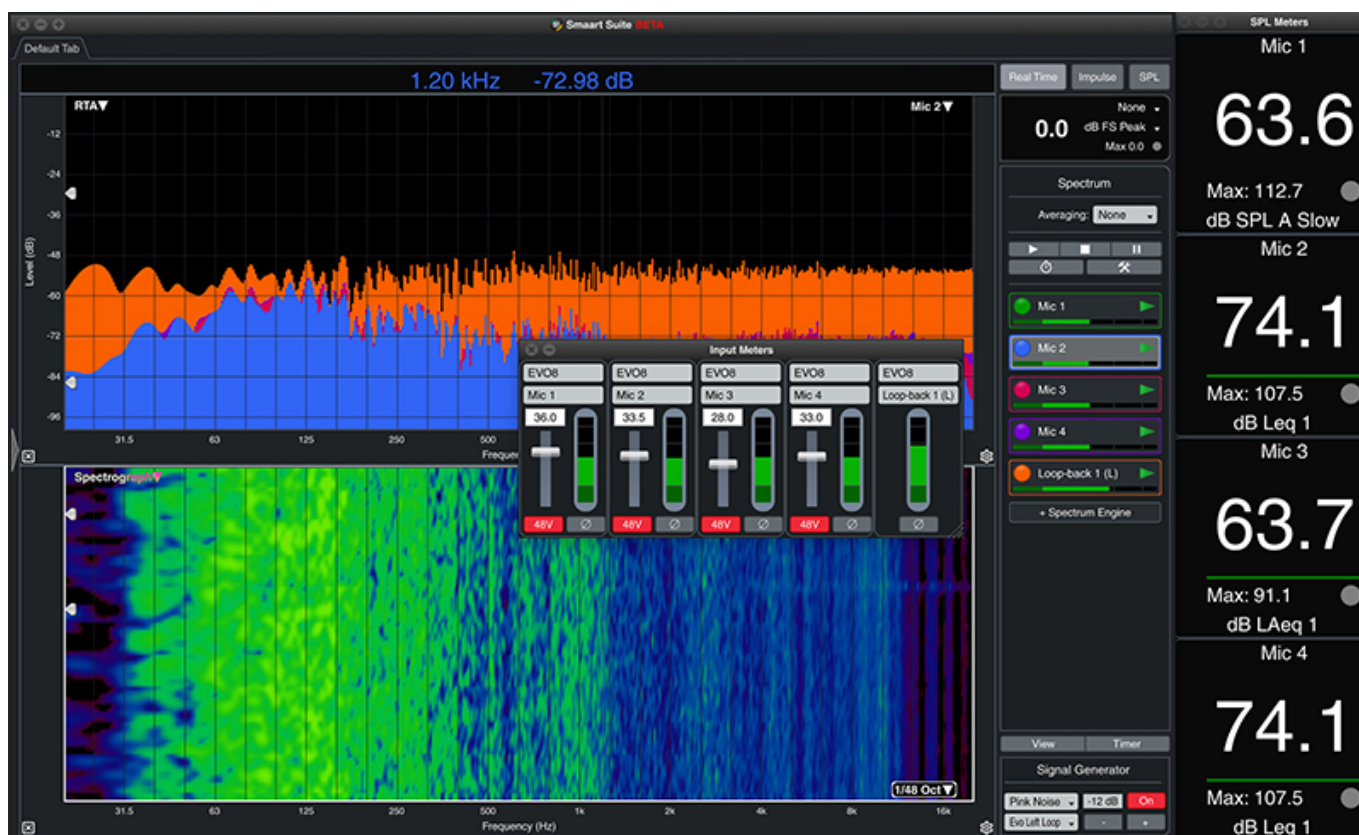 Smaart Suite BETA
Default Tab
1.20 kHz -72.98 dB
RTA
Mic 2
Level (dB)
-12
-24
-36
-48
-60
-72
-84
-96
31.5 63 125 250 500
Frequen
Input Meters
EVO8 EVO8 EVO8 EVO8 EVO8
Mic 1 Mic 2 Mic 3 Mic 4 Loop-back 1 (L)
36.0 33.5 28.0 33.0
48V Ø 48V Ø 48V Ø 48V Ø Ø
Spectrograph
1/48 Oct
31.5 63 125 250 500 1k 2k 4k 8k 16k
Frequency (Hz)
Real Time Impulse SPL
None
0.0 dB FS Peak
Max 0.0
Spectrum
Averaging: None
Mic 1
Mic 2
Mic 3
Mic 4
Loop-back 1 (L)
+ Spectrum Engine
View Timer
Signal Generator
Pink Noise -12 dB On
Evo Left Loop - +
SPL Meters
Mic 1
63.6
Max: 112.7
dB SPL A Slow
Mic 2
74.1
Max: 107.5
dB Leq 1
Mic 3
63.7
Max: 91.1
dB LAeq 1
Mic 4
74.1
Max: 107.5
dB Leq 1